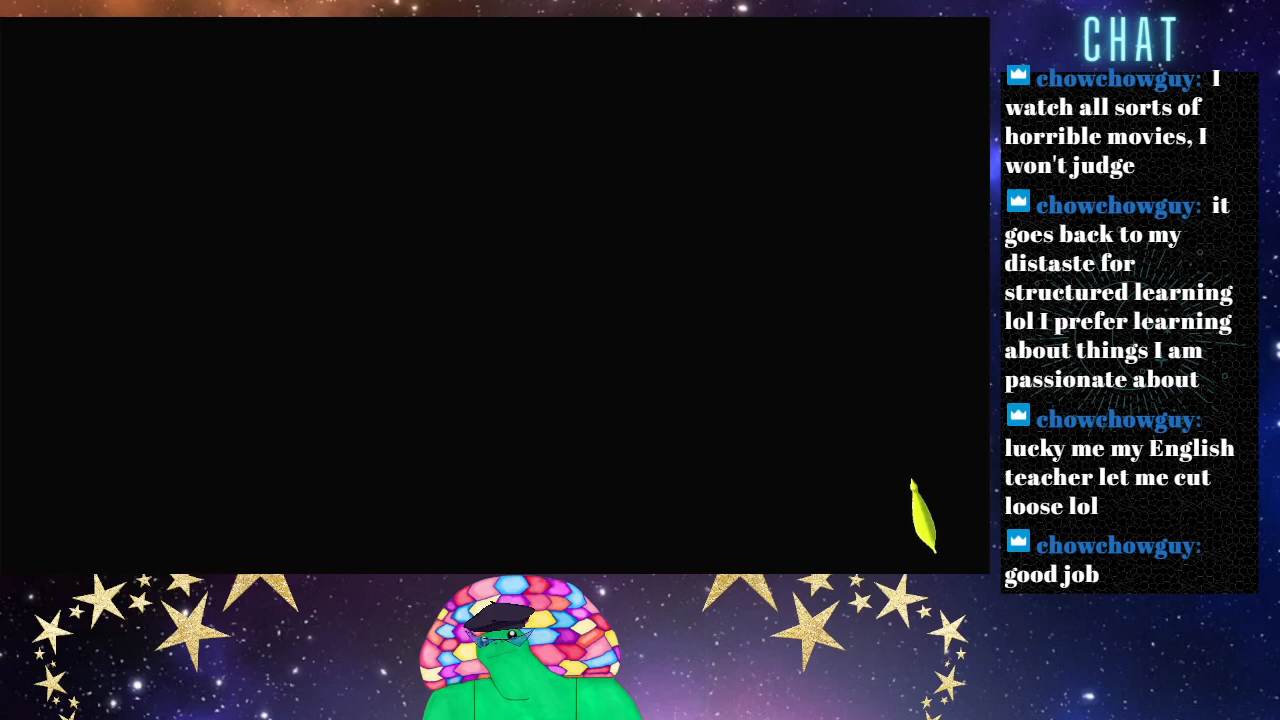 CHAT
chowchowguy: I
watch all sorts of
horrible movies, I
won't judge
chowchowguy: it
goes back to my
distaste for
structured learning
lol I prefer learning
about things I am
passionate about
chowchowguy:
lucky me my English
teacher let me cut
loose lol
chowchowguy:
good job